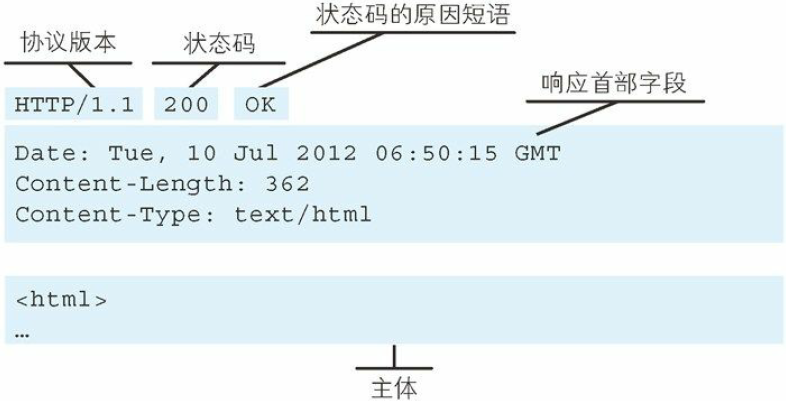 状态码的原因短语
协议版本 状态码
响应首部字段
HTTP/1.1 200 OK
Date: Tue, 10 Jul 2012 06:50:15 GMT
Content-Length: 362
Content-Type: text/html
<html>
…
主体